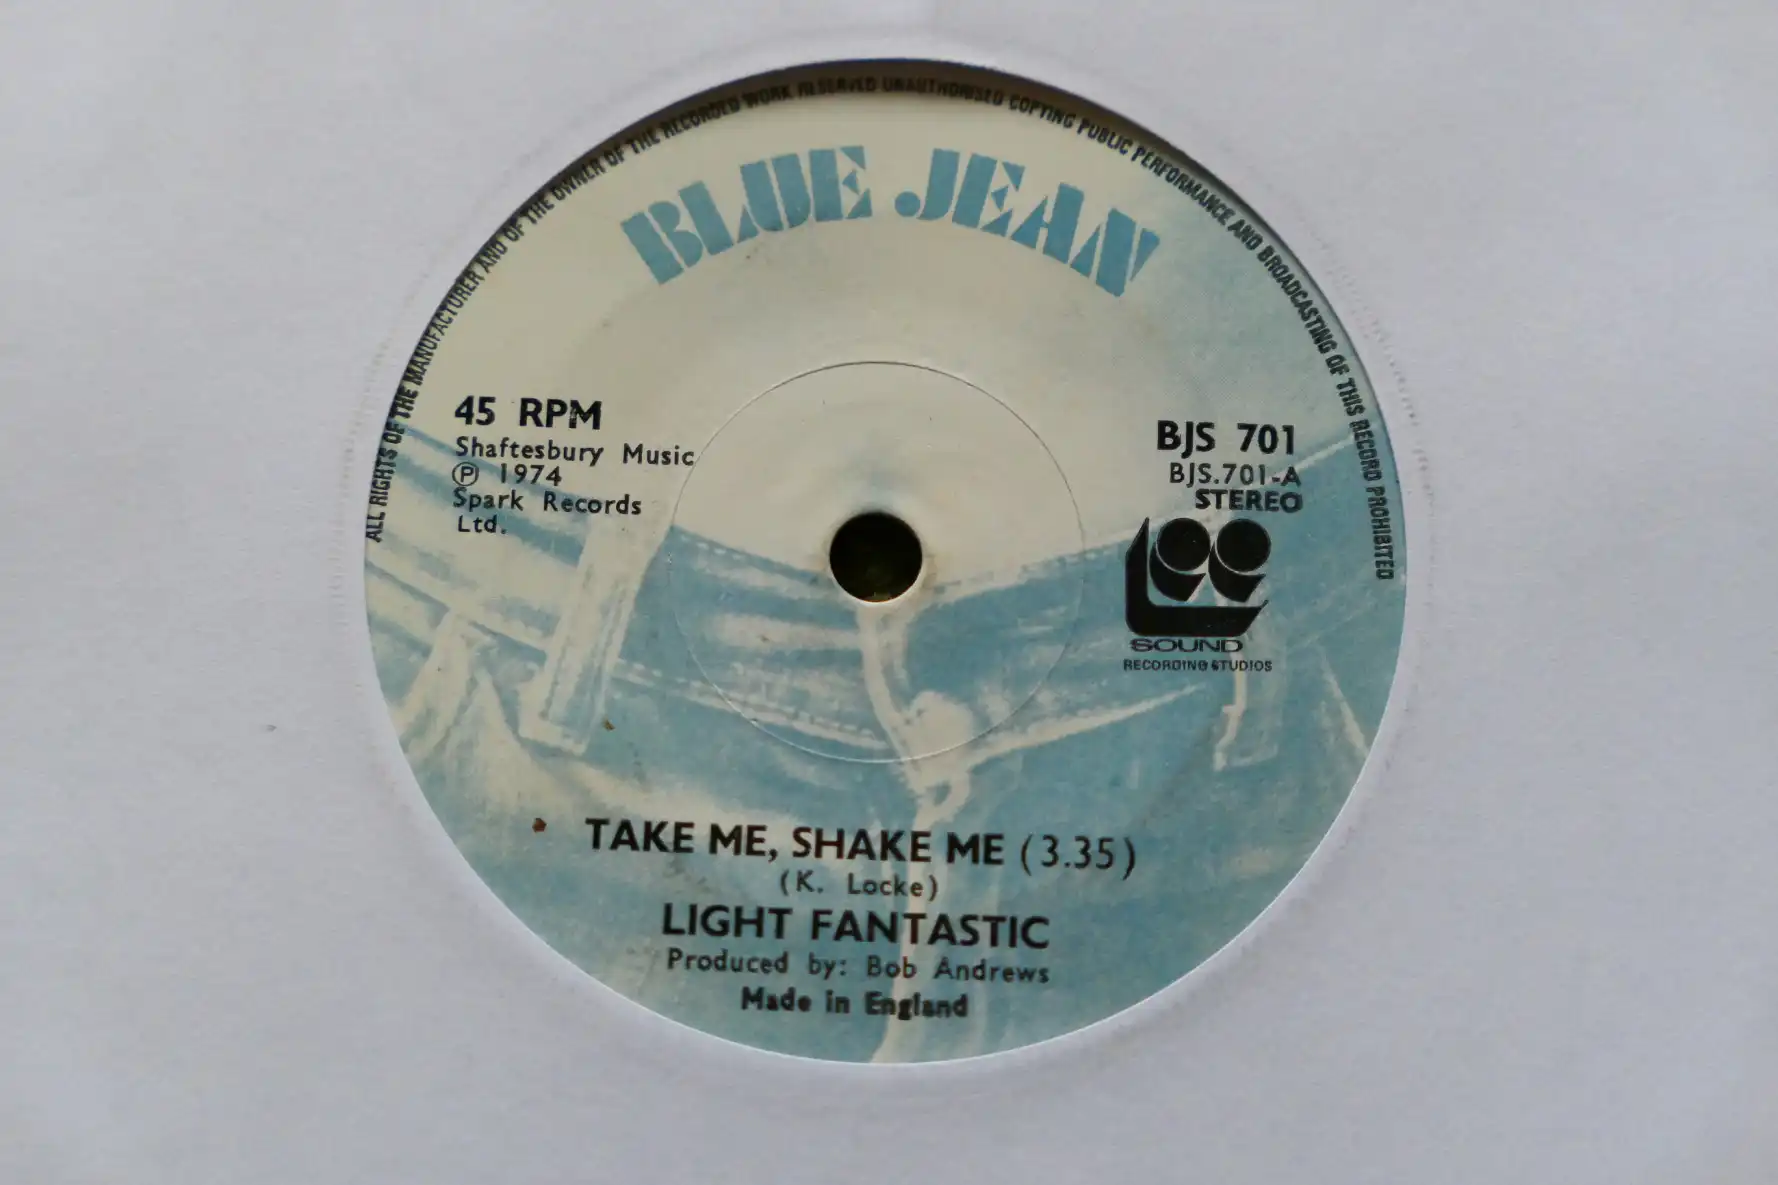 ALL RIGHTS OF THE MANUFACTURER AND OF THE OWNER OF THE RECORDED WORK RESERVED UNAUTHORISED COPYING PUBLIC PERFORMANCE AND BROADCASTING OF THIS RECORD PROHIBITED
BLUE JEAN
45 RPM
Shaftesbury Music
℗ 1974
Spark Records
Ltd.
BJS 701
BJS.701-A
STEREO
SOUND
RECORDING STUDIOS
TAKE ME, SHAKE ME (3.35)
(K. Locke)
LIGHT FANTASTIC
Produced by: Bob Andrews
Made in England